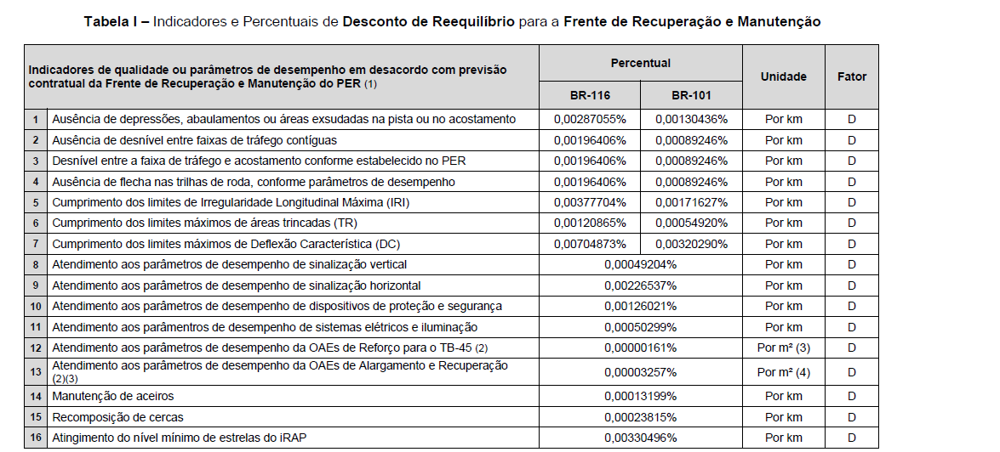 Tabela I – Indicadores e Percentuais de Desconto de Reequilíbrio para a Frente de Recuperação e Manutenção
Indicadores de qualidade ou parâmetros de desempenho em desacordo com previsão
contratual da Frente de Recuperação e Manutenção do PER (1)
Percentual
Unidade
Fator
BR-116
BR-101
1 Ausência de depressões, abaulamentos ou áreas exsudadas na pista ou no acostamento 0,00287055% 0,00130436% Por km D
2 Ausência de desnível entre faixas de tráfego contíguas 0,00196406% 0,00089246% Por km D
3 Desnível entre a faixa de tráfego e acostamento conforme estabelecido no PER 0,00196406% 0,00089246% Por km D
4 Ausência de flecha nas trilhas de roda, conforme parâmetros de desempenho 0,00196406% 0,00089246% Por km D
5 Cumprimento dos limites de Irregularidade Longitudinal Máxima (IRI) 0,00377704% 0,00171627% Por km D
6 Cumprimento dos limites máximos de áreas trincadas (TR) 0,00120865% 0,00054920% Por km D
7 Cumprimento dos limites máximos de Deflexão Característica (DC) 0,00704873% 0,00320290% Por km D
8 Atendimento aos parâmetros de desempenho de sinalização vertical 0,00049204% Por km D
9 Atendimento aos parâmetros de desempenho de sinalização horizontal 0,00226537% Por km D
10 Atendimento aos parâmetros de desempenho de dispositivos de proteção e segurança 0,00126021% Por km D
11 Atendimento aos parâmentros de desempenho de sistemas elétricos e iluminação 0,00050299% Por km D
12 Atendimento aos parâmetros de desempenho da OAEs de Reforço para o TB-45 (2) 0,00000161% Por m² (3) D
13 Atendimento aos parâmetros de desempenho da OAEs de Alargamento e Recuperação
(2)(3) 0,00003257% Por m² (4) D
14 Manutenção de aceiros 0,00013199% Por km D
15 Recomposição de cercas 0,00023815% Por km D
16 Atingimento do nível mínimo de estrelas do iRAP 0,00330496% Por km D